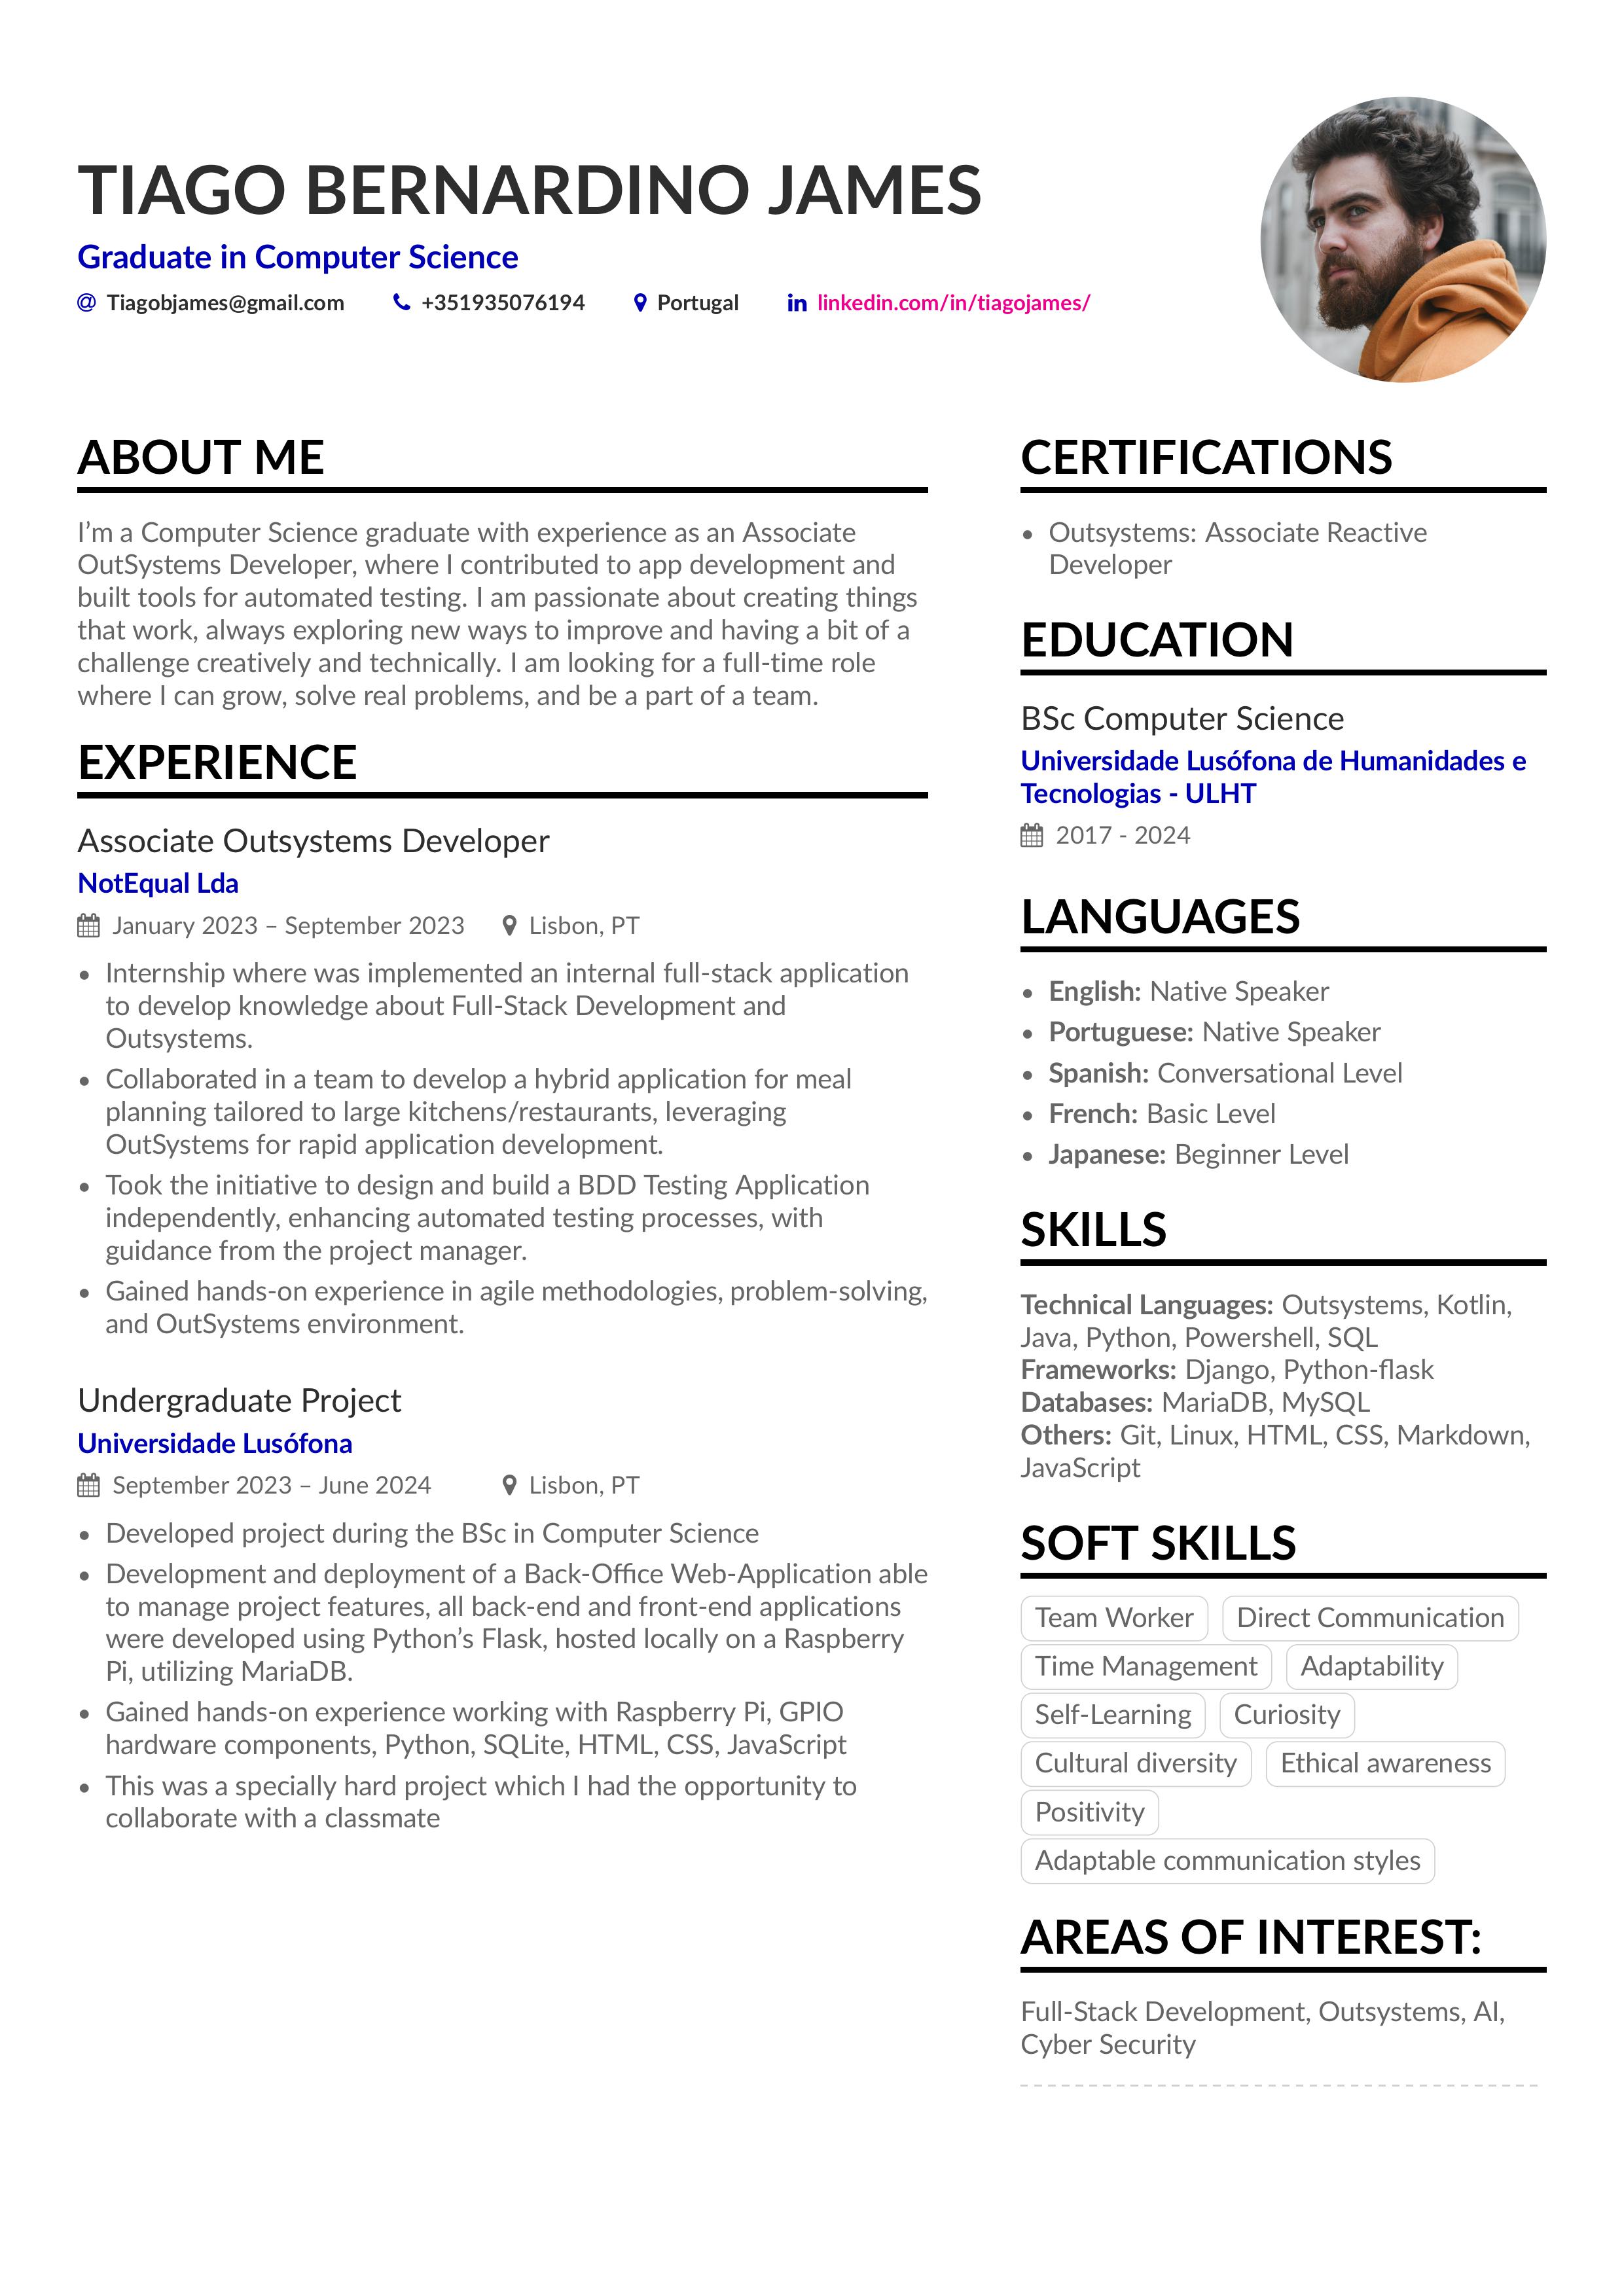 TIAGO BERNARDINO JAMES
Graduate in Computer Science
@ Tiagobjames@gmail.com +351935076194 Portugal in linkedin.com/in/tiagojames/
ABOUT ME
I’m a Computer Science graduate with experience as an Associate
OutSystems Developer, where I contributed to app development and
built tools for automated testing. I am passionate about creating things
that work, always exploring new ways to improve and having a bit of a
challenge creatively and technically. I am looking for a full-time role
where I can grow, solve real problems, and be a part of a team.
EXPERIENCE
Associate Outsystems Developer
NotEqual Lda
January 2023 – September 2023 Lisbon, PT
• Internship where was implemented an internal full-stack application
to develop knowledge about Full-Stack Development and
Outsystems.
• Collaborated in a team to develop a hybrid application for meal
planning tailored to large kitchens/restaurants, leveraging
OutSystems for rapid application development.
• Took the initiative to design and build a BDD Testing Application
independently, enhancing automated testing processes, with
guidance from the project manager.
• Gained hands-on experience in agile methodologies, problem-solving,
and OutSystems environment.
Undergraduate Project
Universidade Lusófona
September 2023 – June 2024 Lisbon, PT
• Developed project during the BSc in Computer Science
• Development and deployment of a Back-Office Web-Application able
to manage project features, all back-end and front-end applications
were developed using Python’s Flask, hosted locally on a Raspberry
Pi, utilizing MariaDB.
• Gained hands-on experience working with Raspberry Pi, GPIO
hardware components, Python, SQLite, HTML, CSS, JavaScript
• This was a specially hard project which I had the opportunity to
collaborate with a classmate
CERTIFICATIONS
• Outsystems: Associate Reactive
Developer
EDUCATION
BSc Computer Science
Universidade Lusófona de Humanidades e
Tecnologias - ULHT
2017 - 2024
LANGUAGES
• English: Native Speaker
• Portuguese: Native Speaker
• Spanish: Conversational Level
• French: Basic Level
• Japanese: Beginner Level
SKILLS
Technical Languages: Outsystems, Kotlin,
Java, Python, Powershell, SQL
Frameworks: Django, Python-flask
Databases: MariaDB, MySQL
Others: Git, Linux, HTML, CSS, Markdown,
JavaScript
SOFT SKILLS
Team Worker Direct Communication
Time Management Adaptability
Self-Learning Curiosity
Cultural diversity Ethical awareness
Positivity
Adaptable communication styles
AREAS OF INTEREST:
Full-Stack Development, Outsystems, AI,
Cyber Security